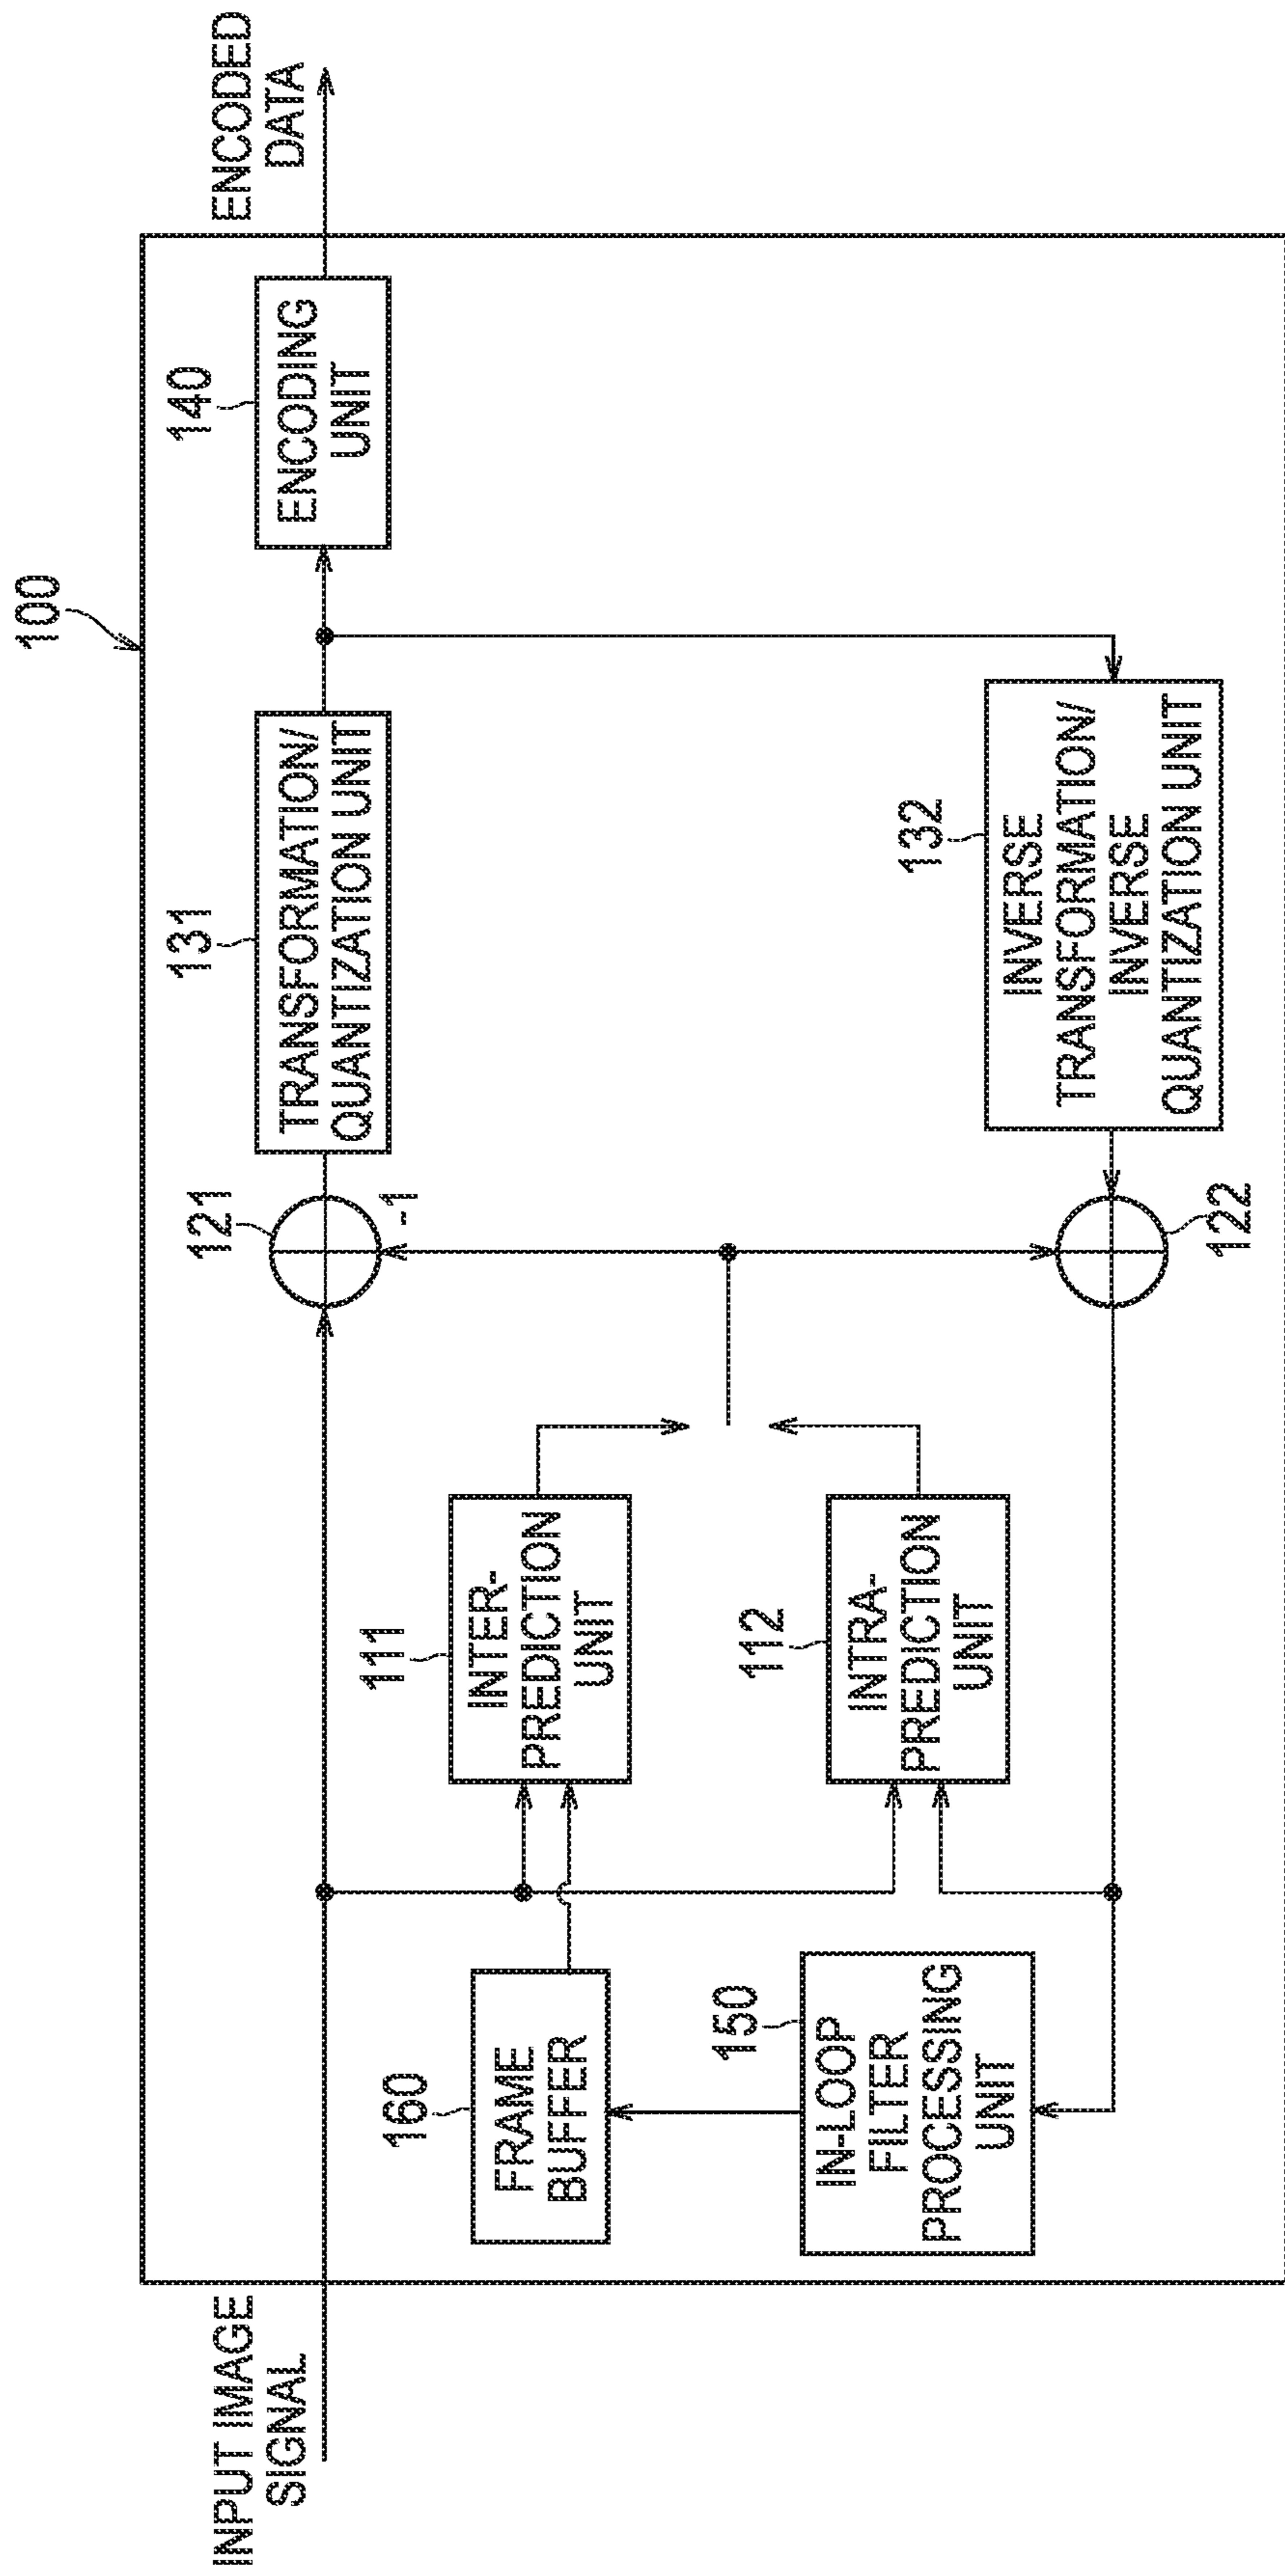 100
INPUT IMAGE
SIGNAL
ENCODED
DATA
121
-1
131
TRANSFORMATION/
QUANTIZATION UNIT
140
ENCODING
UNIT
160
FRAME
BUFFER
111
INTER-
PREDICTION
UNIT
150
IN-LOOP
FILTER
PROCESSING
UNIT
112
INTRA-
PREDICTION
UNIT
132
INVERSE
TRANSFORMATION/
INVERSE
QUANTIZATION UNIT
122